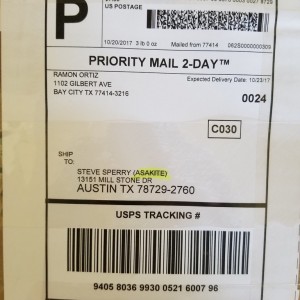 P
US POSTAGE
10/20/2017 3 lb 0 oz Mailed from 77414 062S0000000309
PRIORITY MAIL 2-DAY™
RAMON ORTIZ
1102 GILBERT AVE
BAY CITY TX 77414-3216
Expected Delivery Date: 10/23/17
0024
C030
SHIP
TO:
STEVE SPERRY (ASAKITE)
13151 MILL STONE DR
AUSTIN TX 78729-2760
USPS TRACKING #
9405 8036 9930 0521 6007 96